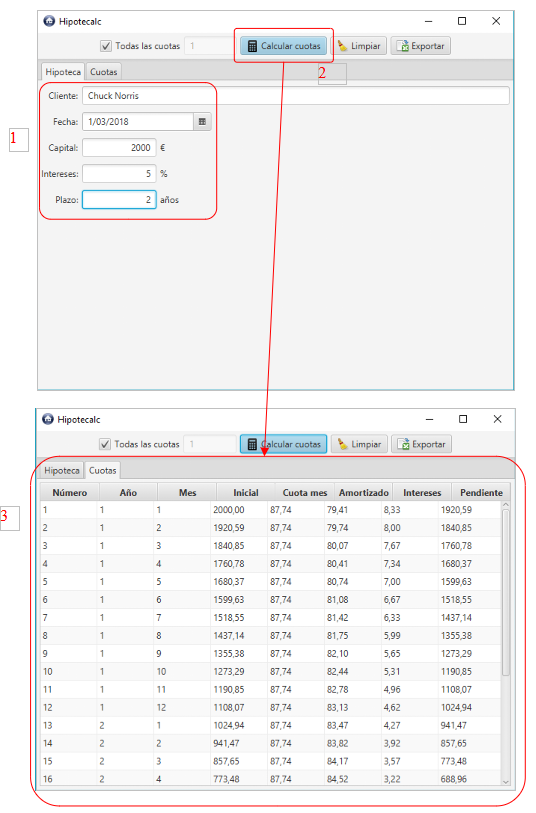 Hipotecalc
Todas las cuotas 1 Calcular cuotas Limpiar Exportar
2
Hipoteca Cuotas
Cliente: Chuck Norris
Fecha: 1/03/2018
1
Capital: 2000 €
Intereses: 5 %
Plazo: 2 años
Hipotecalc
Todas las cuotas 1 Calcular cuotas Limpiar Exportar
Hipoteca Cuotas
Número Año Mes Inicial Cuota mes Amortizado Intereses Pendiente
3
1 1 1 2000,00 87,74 79,41 8,33 1920,59
2 1 2 1920,59 87,74 79,74 8,00 1840,85
3 1 3 1840,85 87,74 80,07 7,67 1760,78
4 1 4 1760,78 87,74 80,41 7,34 1680,37
5 1 5 1680,37 87,74 80,74 7,00 1599,63
6 1 6 1599,63 87,74 81,08 6,67 1518,55
7 1 7 1518,55 87,74 81,42 6,33 1437,14
8 1 8 1437,14 87,74 81,75 5,99 1355,38
9 1 9 1355,38 87,74 82,10 5,65 1273,29
10 1 10 1273,29 87,74 82,44 5,31 1190,85
11 1 11 1190,85 87,74 82,78 4,96 1108,07
12 1 12 1108,07 87,74 83,13 4,62 1024,94
13 2 1 1024,94 87,74 83,47 4,27 941,47
14 2 2 941,47 87,74 83,82 3,92 857,65
15 2 3 857,65 87,74 84,17 3,57 773,48
16 2 4 773,48 87,74 84,52 3,22 688,96